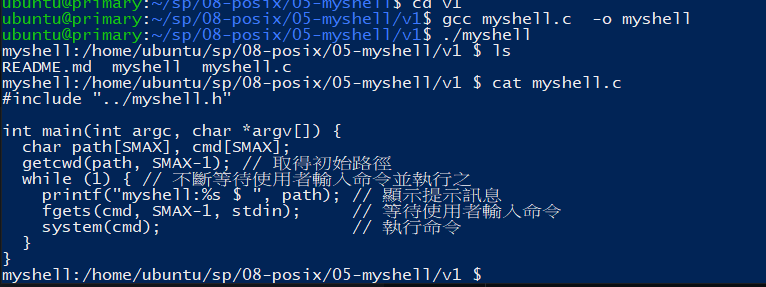 ubuntu@primary:~/sp/08-posix/05-myshell$ cd v1
ubuntu@primary:~/sp/08-posix/05-myshell/v1$ gcc myshell.c  -o myshell
ubuntu@primary:~/sp/08-posix/05-myshell/v1$ ./myshell
myshell:/home/ubuntu/sp/08-posix/05-myshell/v1 $ ls
README.md  myshell  myshell.c
myshell:/home/ubuntu/sp/08-posix/05-myshell/v1 $ cat myshell.c
#include "../myshell.h"

int main(int argc, char *argv[]) {
  char path[SMAX], cmd[SMAX];
  getcwd(path, SMAX-1); // 取得初始路徑
  while (1) { // 不斷等待使用者輸入命令並執行之
    printf("myshell:%s $ ", path); // 顯示提示訊息
    fgets(cmd, SMAX-1, stdin);     // 等待使用者輸入命令
    system(cmd);                   // 執行命令
  }
}
myshell:/home/ubuntu/sp/08-posix/05-myshell/v1 $